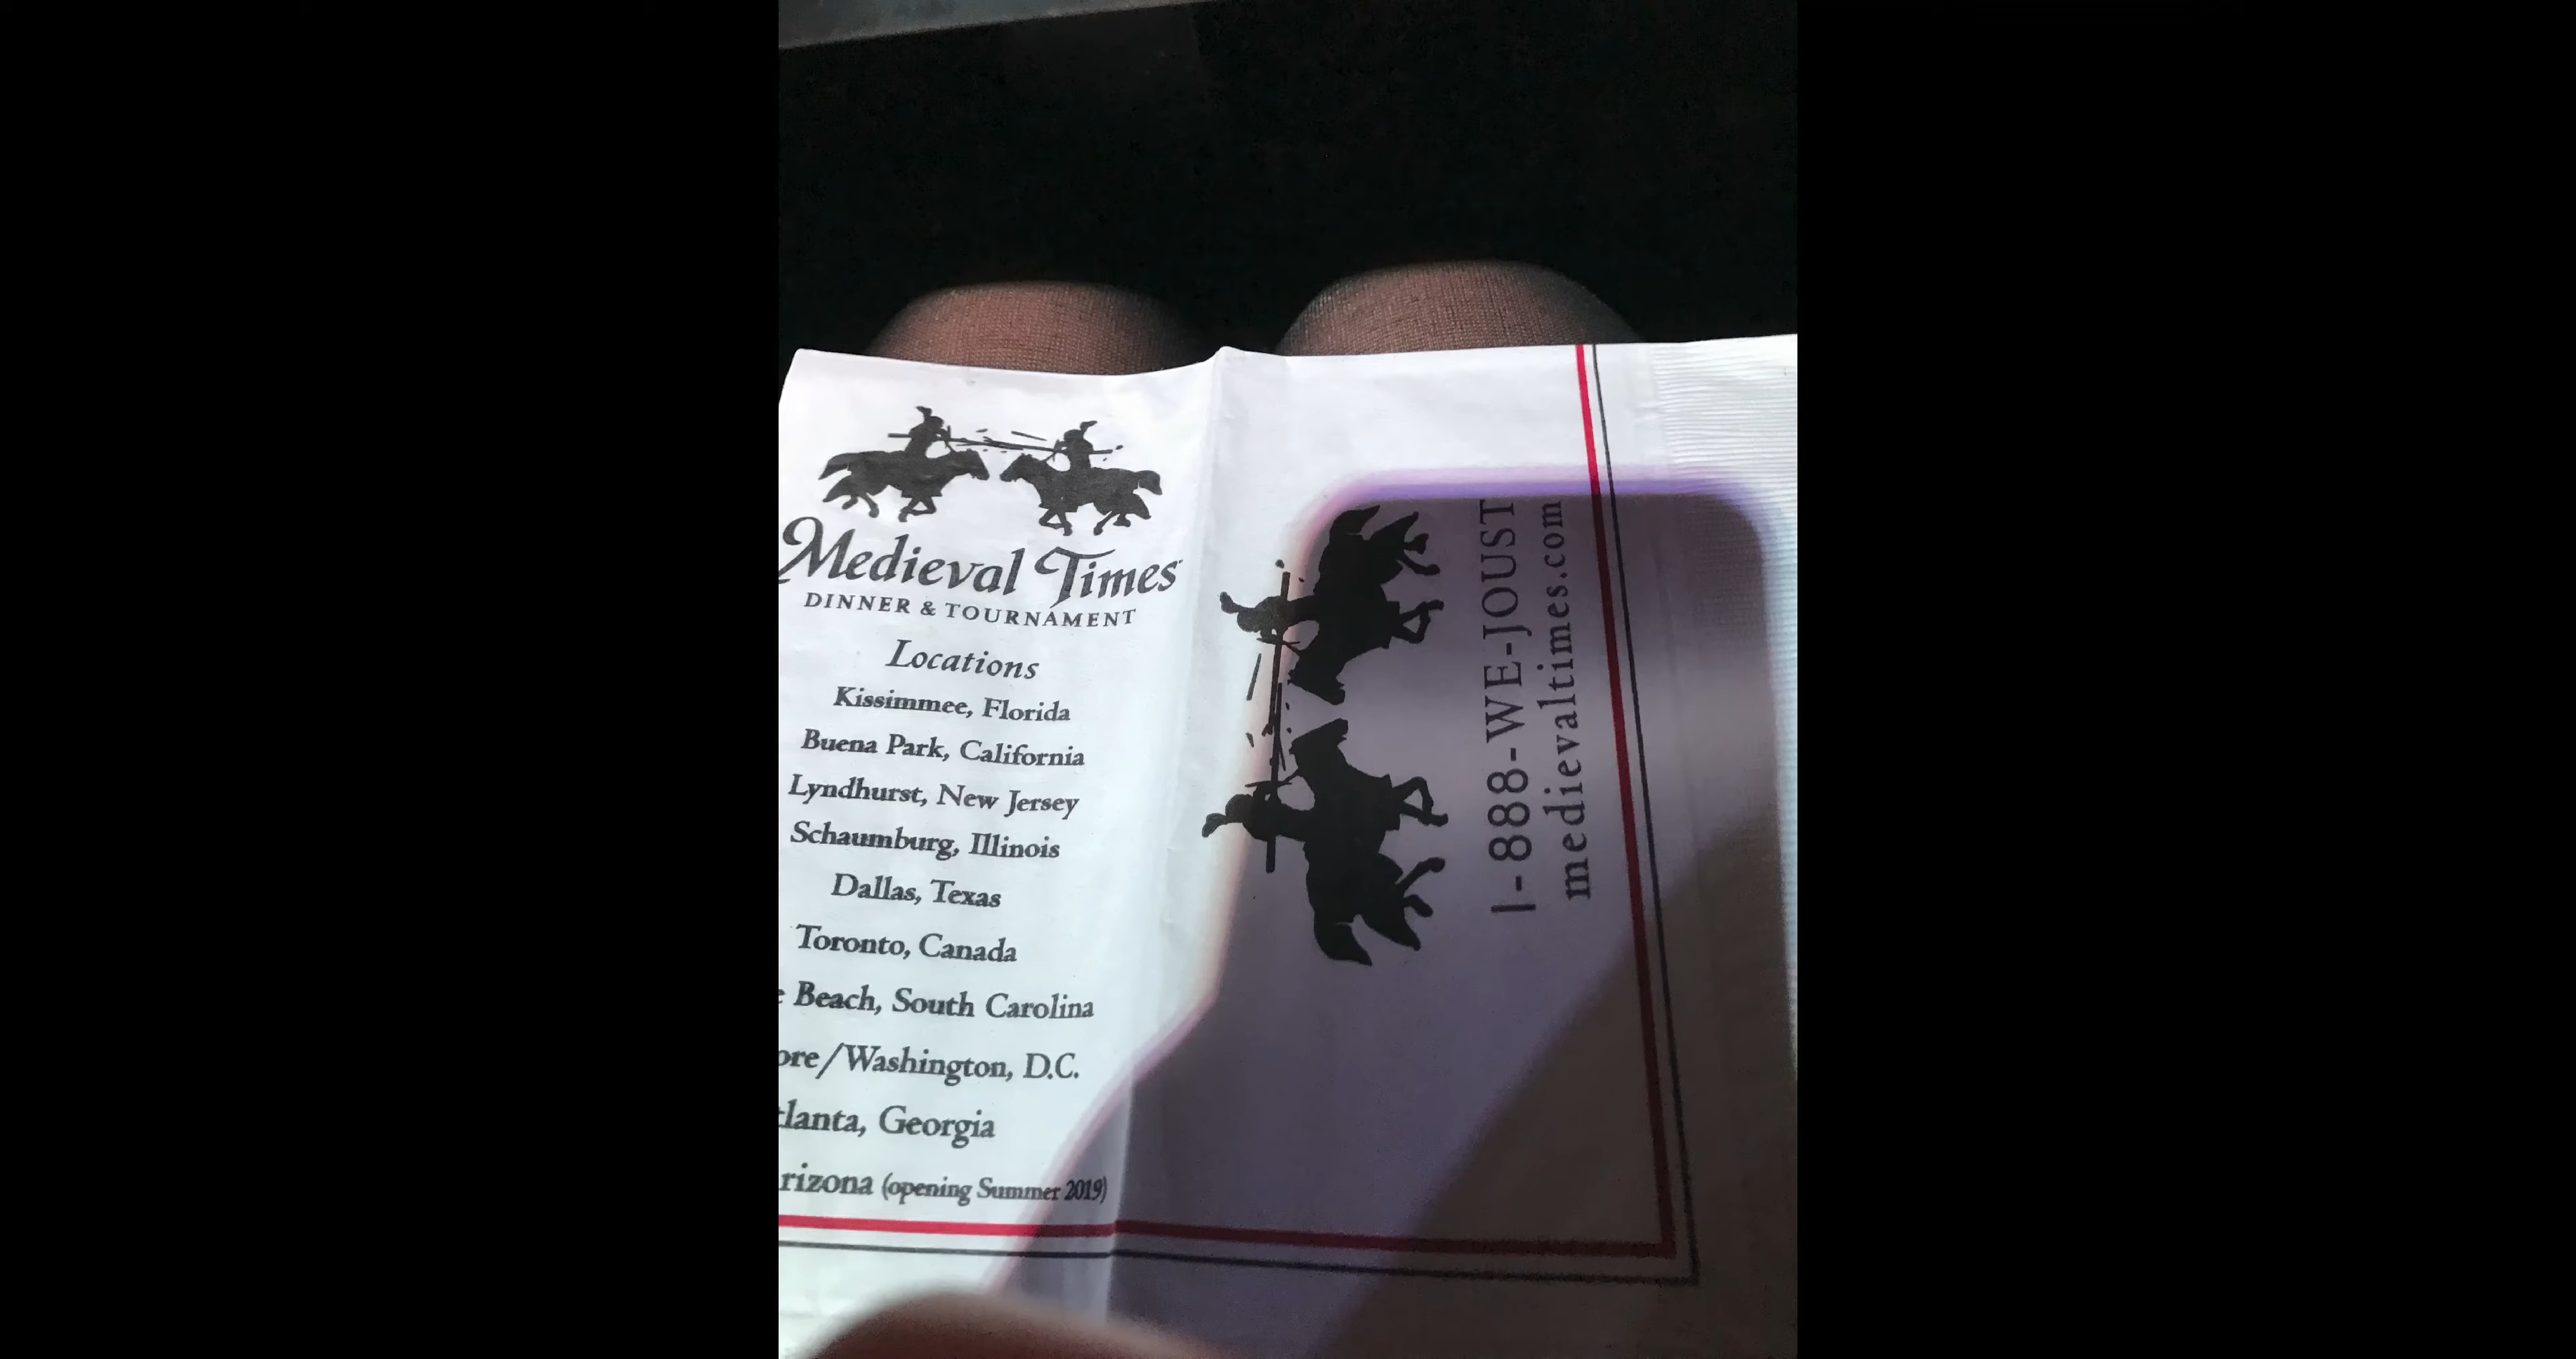 Medieval Times
DINNER & TOURNAMENT
Locations
Kissimmee, Florida
Buena Park, California
Lyndhurst, New Jersey
Schaumburg, Illinois
Dallas, Texas
Toronto, Canada
Beach, South Carolina
/Washington, D.C.
Georgia
(opening Summer 2019)
1-888-WE-JOUST
medievaltimes.com